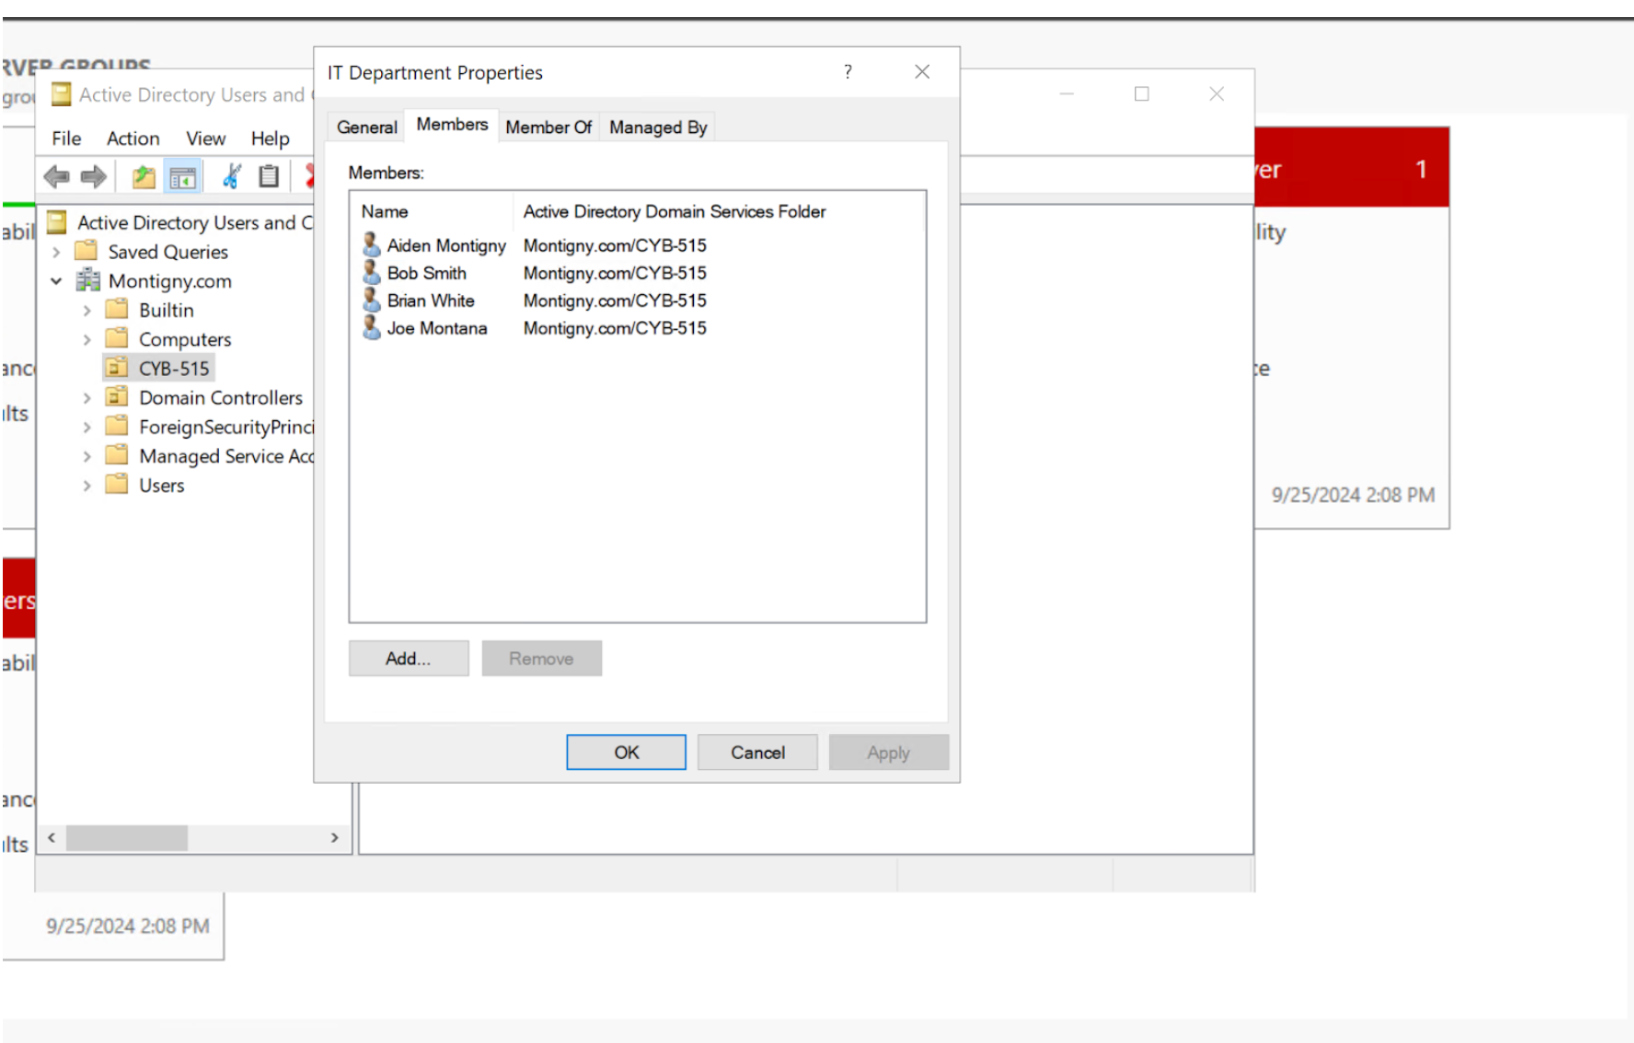 RVER GROUPS
Active Directory Users and
File Action View Help
Active Directory Users and C
Saved Queries
Montigny.com
Builtin
Computers
CYB-515
Domain Controllers
ForeignSecurityPrinci
Managed Service Acc
Users
IT Department Properties
?
General Members Member Of Managed By
Members:
Name Active Directory Domain Services Folder
Aiden Montigny Montigny.com/CYB-515
Bob Smith Montigny.com/CYB-515
Brian White Montigny.com/CYB-515
Joe Montana Montigny.com/CYB-515
Add... Remove
OK Cancel Apply
ver 1
lity
ce
9/25/2024 2:08 PM
abil
anc
ults
ers
abil
anc
ults
9/25/2024 2:08 PM